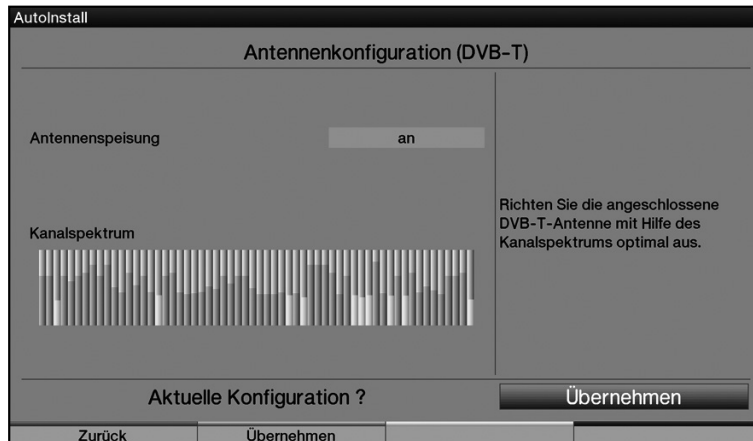 AutoInstall
Antennenkonfiguration (DVB-T)
Antennenspeisung
an
Kanalspektrum
Richten Sie die angeschlossene
DVB-T-Antenne mit Hilfe des
Kanalspektrums optimal aus.
Aktuelle Konfiguration ?
Übernehmen
Zurück
Übernehmen